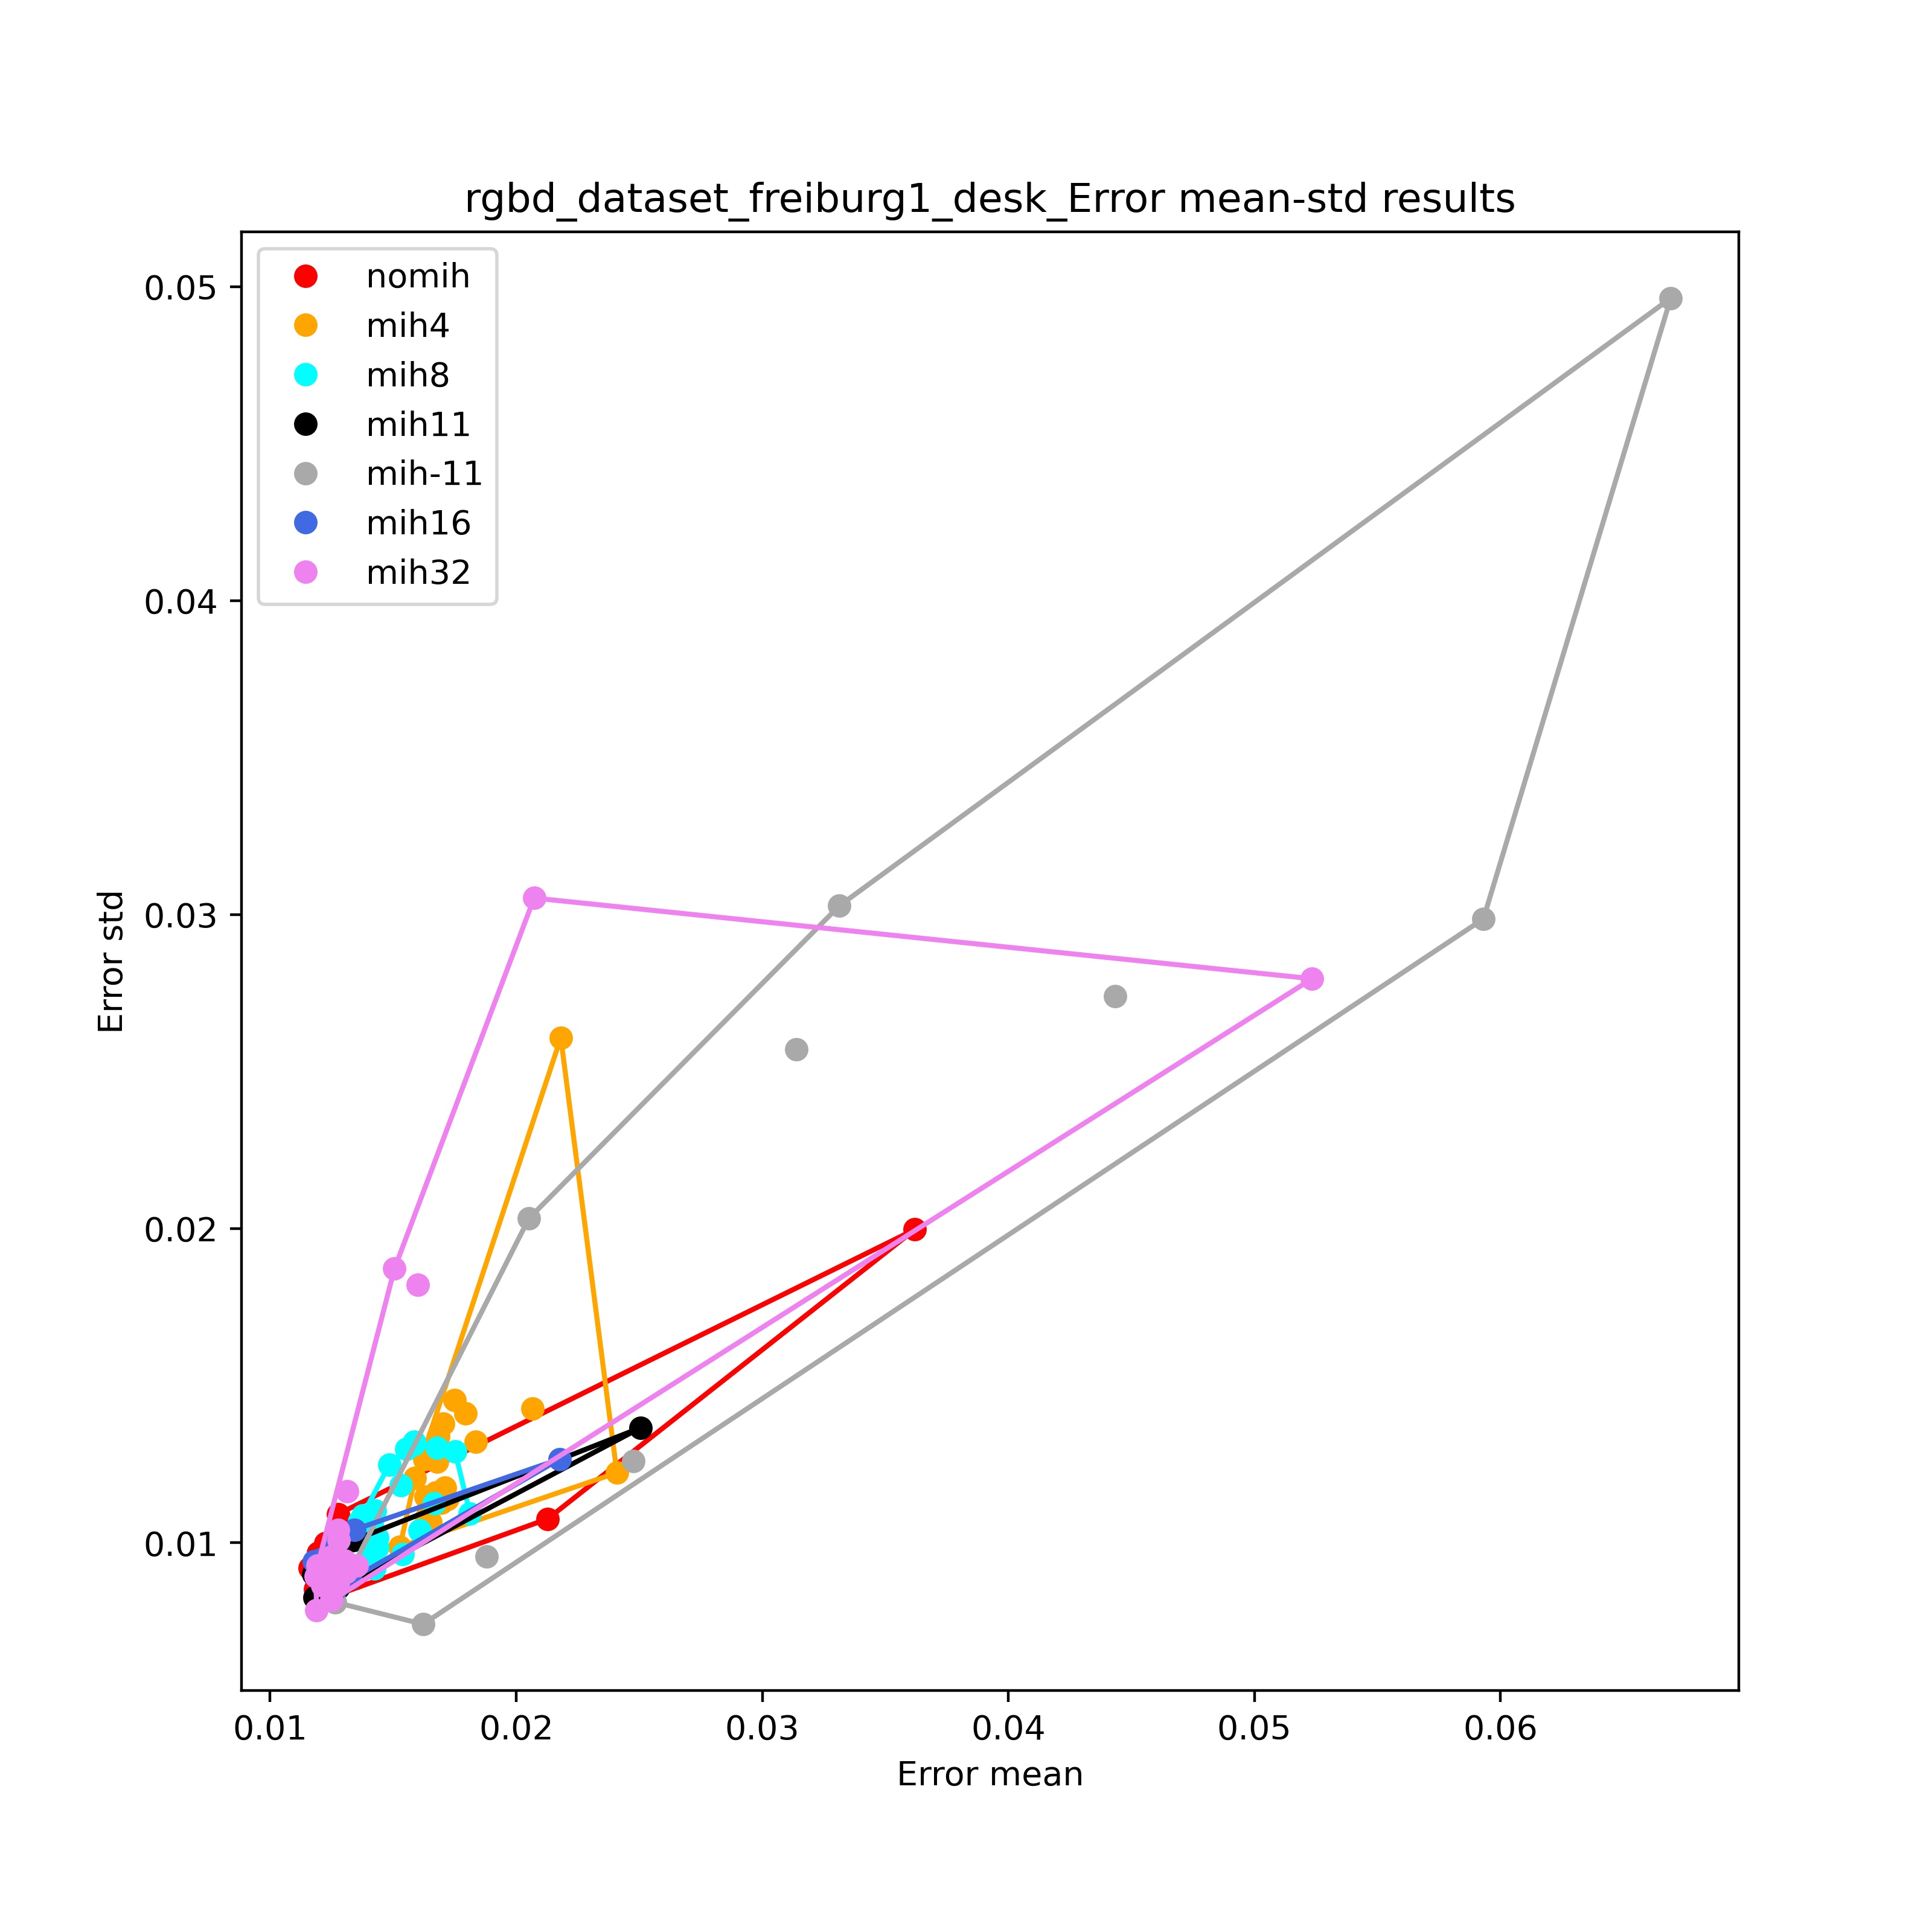 rgbd_dataset_freiburg1_desk_Error mean-std results
nomih
mih4
mih8
mih11
mih-11
mih16
mih32
0.05
0.04
0.03
0.02
0.01
Error std
0.01 0.02 0.03 0.04 0.05 0.06
Error mean